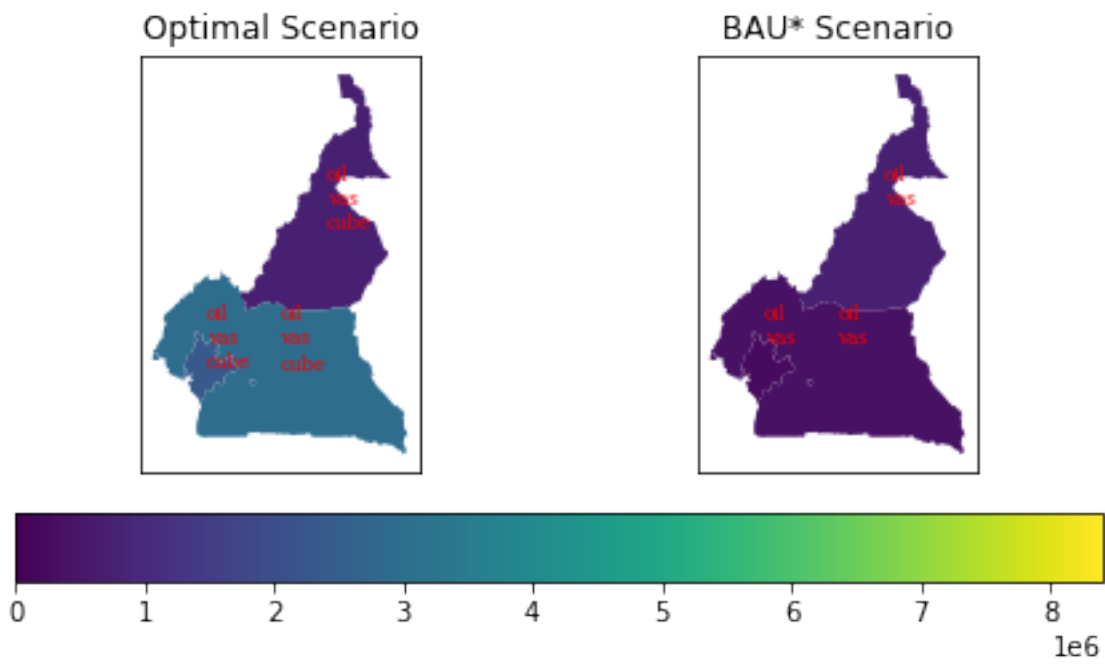 Optimal Scenario
BAU* Scenario
oil
vas
cube
oil
vas
oil
vas
cube
oil
vas
cube
oil
vas
oil
vas
0 1 2 3 4 5 6 7 8
1e6